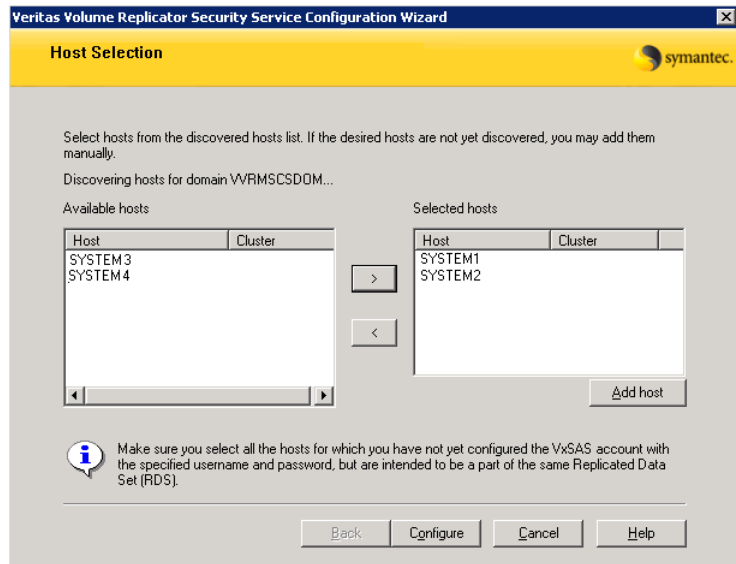 Veritas Volume Replicator Security Service Configuration Wizard
Host Selection
symantec.
Select hosts from the discovered hosts list. If the desired hosts are not yet discovered, you may add them
manually.
Discovering hosts for domain VVRMSCSDOM...
Available hosts
Selected hosts
Host Cluster
Host Cluster
SYSTEM3
SYSTEM1
SYSTEM4
SYSTEM2
>
<
Add host
Make sure you select all the hosts for which you have not yet configured the VxSAS account with
the specified username and password, but are intended to be a part of the same Replicated Data
Set (RDS).
Back Configure Cancel Help